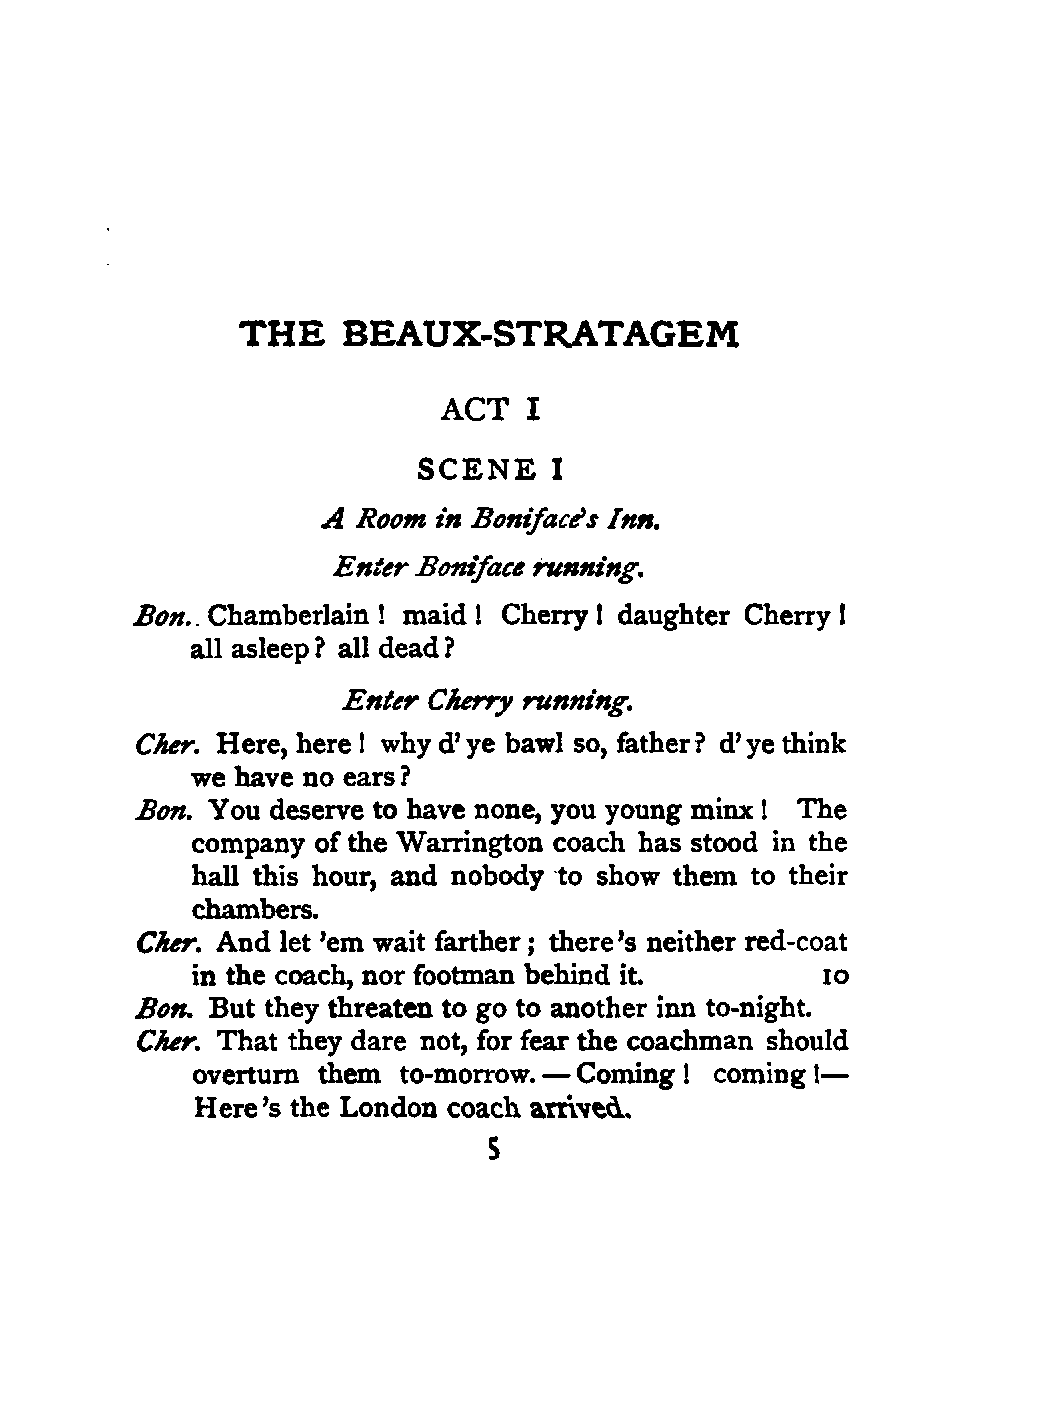 THE BEAUX-STRATAGEM
ACT I
SCENE I
A Room in Boniface's Inn.
Enter Boniface running.
Bon. Chamberlain! maid! Cherry! daughter Cherry!
all asleep? all dead?
Enter Cherry running.
Cher. Here, here! why d'ye bawl so, father? d'ye think
we have no ears?
Bon. You deserve to have none, you young minx! The
company of the Warrington coach has stood in the
hall this hour, and nobody to show them to their
chambers.
Cher. And let 'em wait farther; there's neither red-coat
in the coach, nor footman behind it. 10
Bon. But they threaten to go to another inn to-night.
Cher. That they dare not, for fear the coachman should
overturn them to-morrow.—Coming! coming!—
Here's the London coach arrived.
5